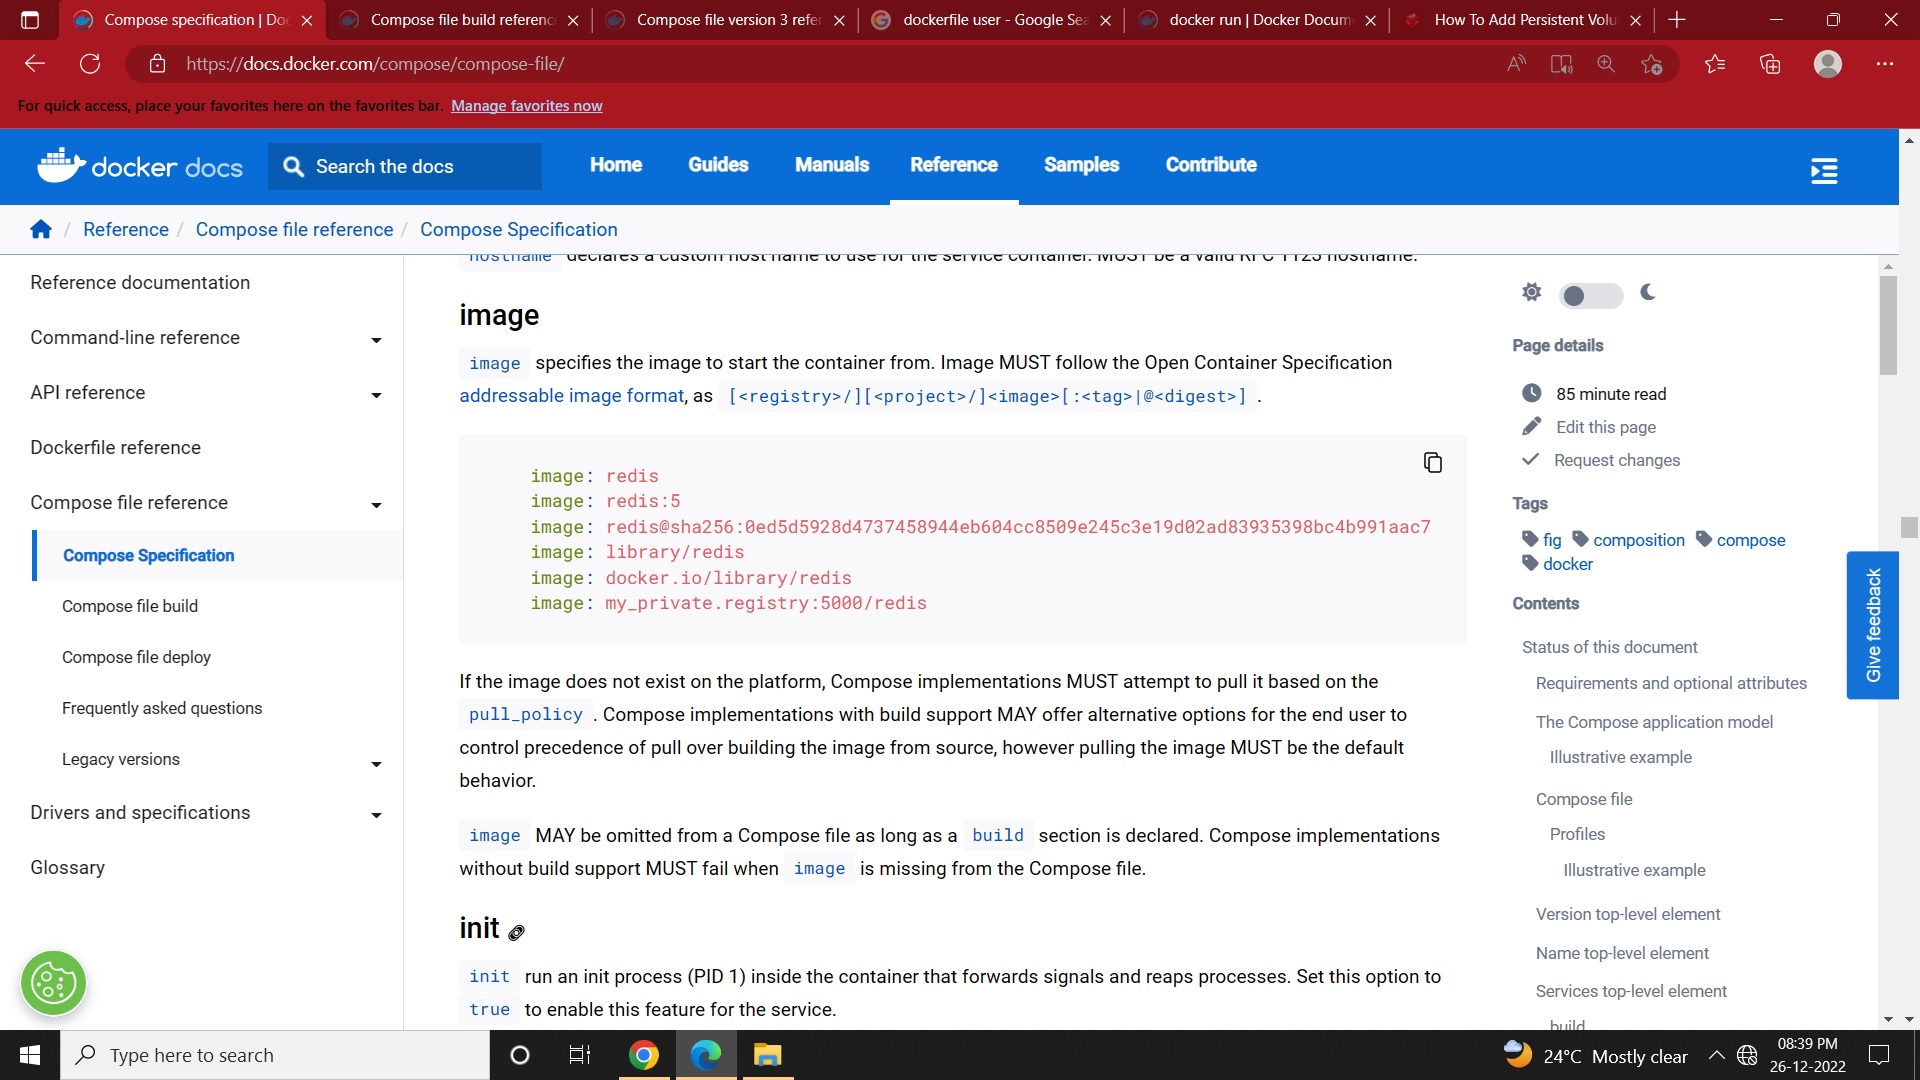 Compose specification | Doc
Compose file build reference
Compose file version 3 refer
dockerfile user - Google Sea
docker run | Docker Docum
How To Add Persistent Volu
https://docs.docker.com/compose/compose-file/
For quick access, place your favorites here on the favorites bar. Manage favorites now
docker docs
Search the docs
Home
Guides
Manuals
Reference
Samples
Contribute
/ Reference / Compose file reference / Compose Specification
Reference documentation
Command-line reference
API reference
Dockerfile reference
Compose file reference
Compose Specification
Compose file build
Compose file deploy
Frequently asked questions
Legacy versions
Drivers and specifications
Glossary
hostname declares a custom host name to use for the service container. MUST be a valid RFC 1123 hostname.
image
image specifies the image to start the container from. Image MUST follow the Open Container Specification
addressable image format, as [<registry>/][<project>/]<image>[:<tag>|@<digest>] .
image: redis
image: redis:5
image: redis@sha256:0ed5d5928d4737458944eb604cc8509e245c3e19d02ad83935398bc4b991aac7
image: library/redis
image: docker.io/library/redis
image: my_private.registry:5000/redis
If the image does not exist on the platform, Compose implementations MUST attempt to pull it based on the
pull_policy . Compose implementations with build support MAY offer alternative options for the end user to
control precedence of pull over building the image from source, however pulling the image MUST be the default
behavior.
image MAY be omitted from a Compose file as long as a build section is declared. Compose implementations
without build support MUST fail when image is missing from the Compose file.
init
init run an init process (PID 1) inside the container that forwards signals and reaps processes. Set this option to
true to enable this feature for the service.
Page details
85 minute read
Edit this page
Request changes
Tags
fig composition compose
docker
Contents
Status of this document
Requirements and optional attributes
The Compose application model
Illustrative example
Compose file
Profiles
Illustrative example
Version top-level element
Name top-level element
Services top-level element
build
Give feedback
Type here to search
24°C Mostly clear
08:39 PM
26-12-2022